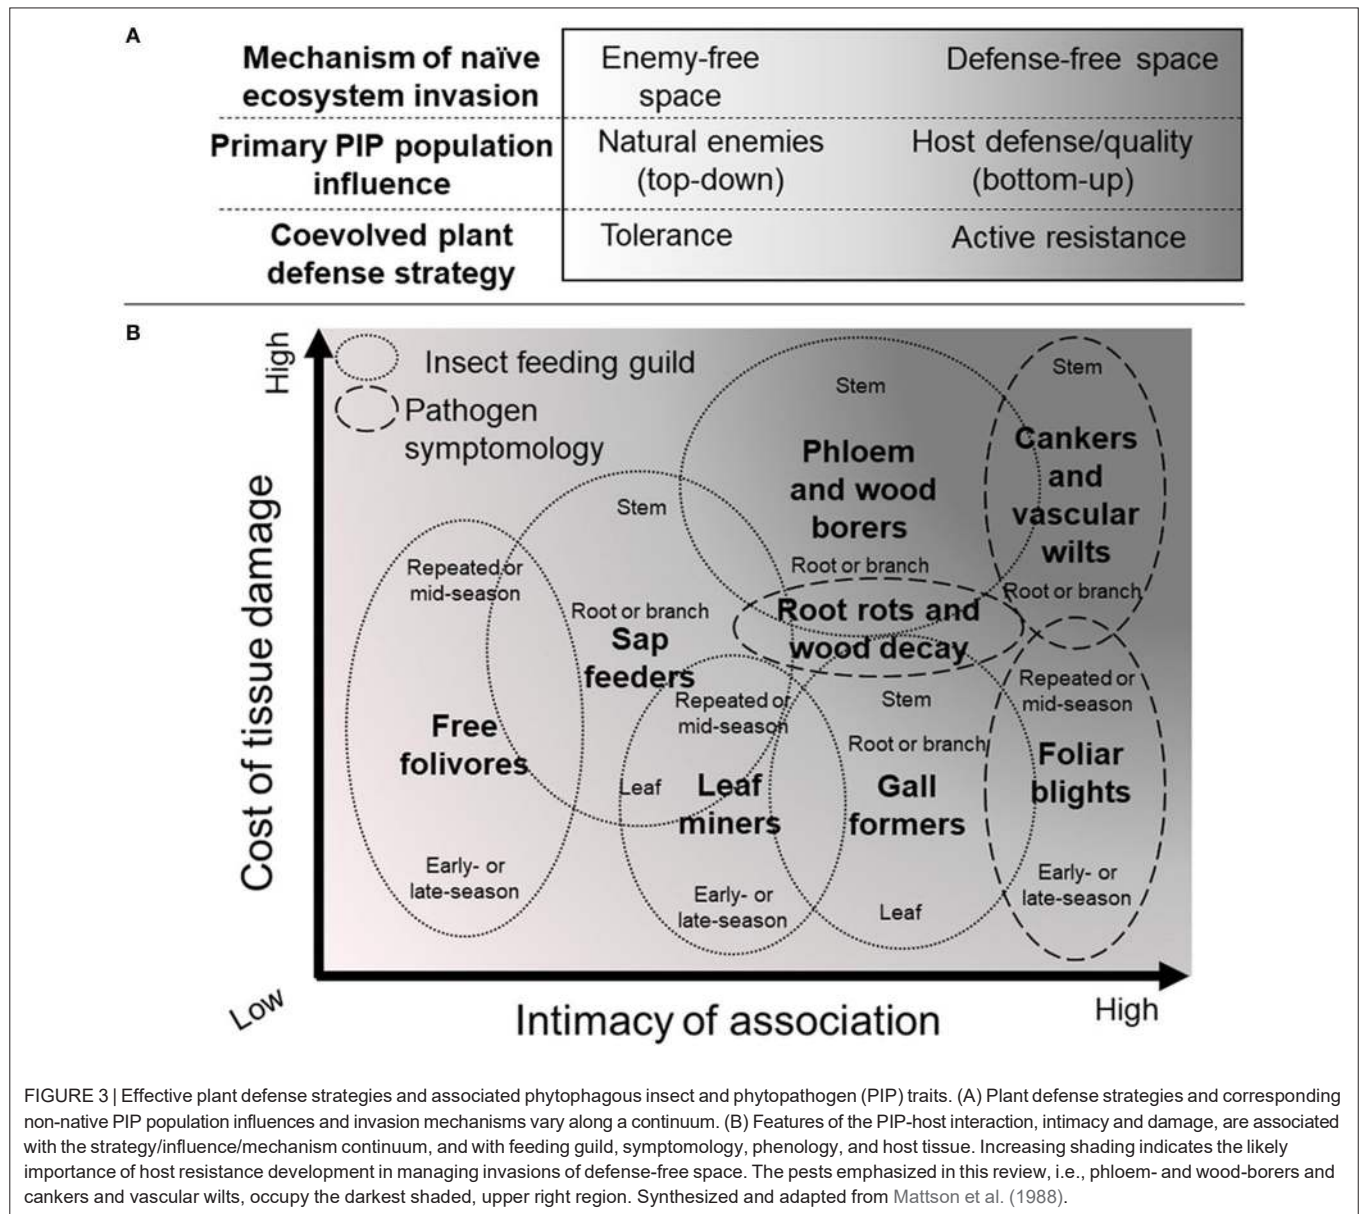 A
Mechanism of naïve
ecosystem invasion
Enemy-free
space
Defense-free space
Primary PIP population
influence
Natural enemies
(top-down)
Host defense/quality
(bottom-up)
Coevolved plant
defense strategy
Tolerance
Active resistance
B
High
Cost of tissue damage
Insect feeding guild
Pathogen
symptomology
Stem
Phloem
and wood
borers
Root or branch
Stem
Cankers
and
vascular
wilts
Root or branch
Stem
Root or branch
Sap
feeders
Leaf
Repeated or
mid-season
Free
folivores
Early- or
late-season
Root rots and
wood decay
Repeated or
mid-season
Leaf
miners
Early- or
late-season
Stem
Root or branch
Gall
formers
Leaf
Repeated or
mid-season
Foliar
blights
Early- or
late-season
Low
Intimacy of association
High
FIGURE 3 | Effective plant defense strategies and associated phytophagous insect and phytopathogen (PIP) traits. (A) Plant defense strategies and corresponding
non-native PIP population influences and invasion mechanisms vary along a continuum. (B) Features of the PIP-host interaction, intimacy and damage, are associated
with the strategy/influence/mechanism continuum, and with feeding guild, symptomology, phenology, and host tissue. Increasing shading indicates the likely
importance of host resistance development in managing invasions of defense-free space. The pests emphasized in this review, i.e., phloem- and wood-borers and
cankers and vascular wilts, occupy the darkest shaded, upper right region. Synthesized and adapted from Mattson et al. (1988).